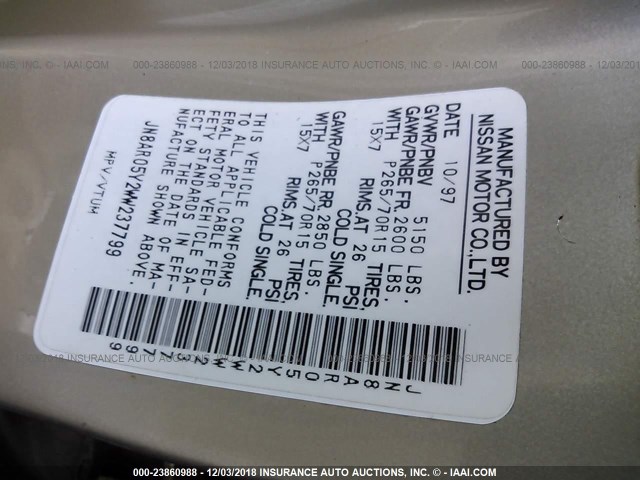 000-23860988 - 12/03/2018 INSURANCE AUTO AUCTIONS, INC. - © - IAAI.COM
MANUFACTURED BY
NISSAN MOTOR CO.,LTD.
DATE 10/97
GVWR/PNBV 5150 LBS.
GAWR/PNBE FR 2600 LBS.
WITH P265/70R15 TIRES,
15X7 RIMS.AT 26 PSI
COLD SINGLE,
GAWR/PNBE RR 2850 LBS.
WITH P265/70R15 TIRES,
15X7 RIMS.AT 26 PSI
COLD SINGLE,
THIS VEHICLE CONFORMS
TO ALL APPLICABLE FED-
ERAL MOTOR VEHICLE SA-
FETY STANDARDS IN EFF-
ECT ON THE DATE OF MA-
NUFACTURE SHOWN ABOVE.
JN8AR05Y2WW237799
MPV/VTUM
JN8AR05Y2WW237799
000-23860988 - 12/03/2018 INSURANCE AUTO AUCTIONS, INC. - © - IAAI.COM